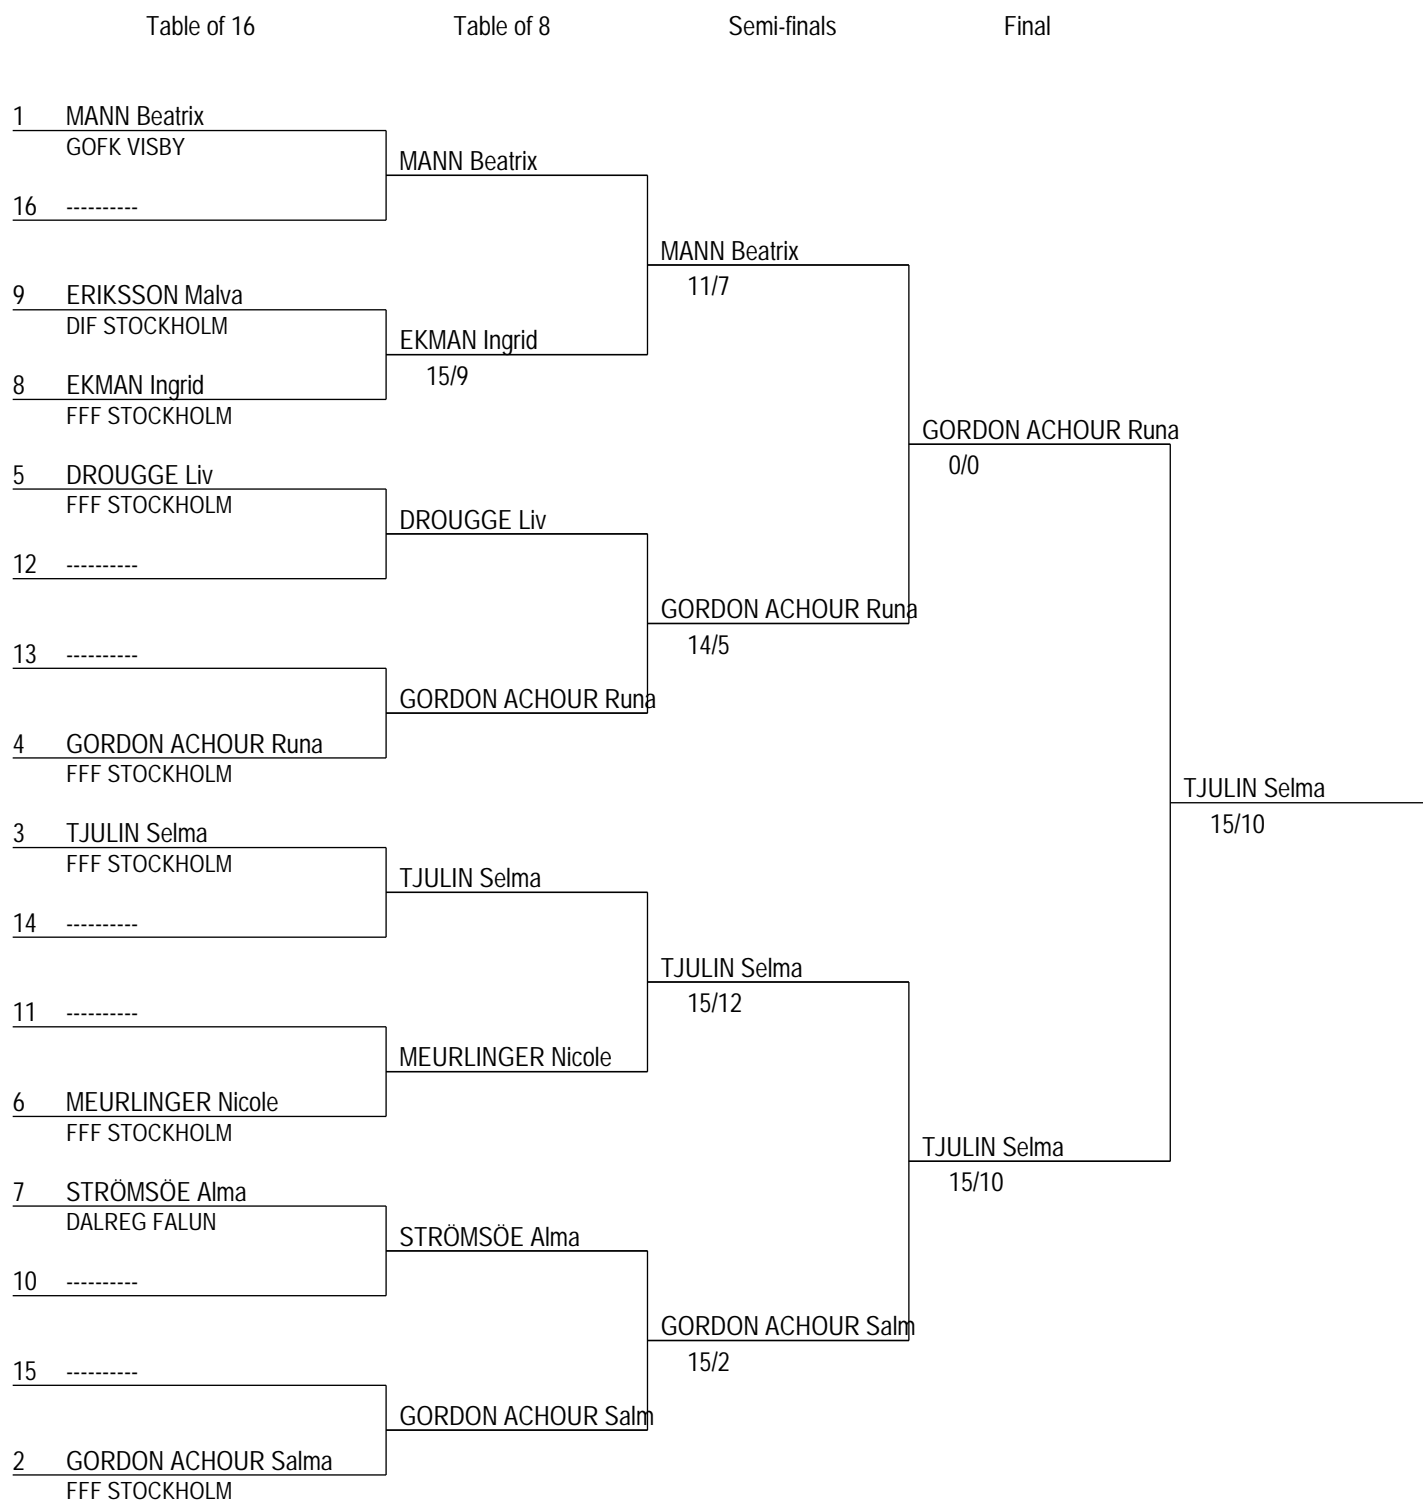 Table of 16 Table of 8 Semi-finals Final
1 MANN Beatrix
GOFK VISBY
MANN Beatrix
16 ----------
MANN Beatrix
11/7
9 ERIKSSON Malva
DIF STOCKHOLM
EKMAN Ingrid
15/9
8 EKMAN Ingrid
FFF STOCKHOLM
GORDON ACHOUR Runa
0/0
5 DROUGGE Liv
FFF STOCKHOLM
DROUGGE Liv
12 ----------
GORDON ACHOUR Runa
14/5
13 ----------
GORDON ACHOUR Runa
4 GORDON ACHOUR Runa
FFF STOCKHOLM
TJULIN Selma
15/10
3 TJULIN Selma
FFF STOCKHOLM
TJULIN Selma
14 ----------
TJULIN Selma
15/12
11 ----------
MEURLINGER Nicole
6 MEURLINGER Nicole
FFF STOCKHOLM
TJULIN Selma
15/10
7 STRÖMSÖE Alma
DALREG FALUN
STRÖMSÖE Alma
10 ----------
GORDON ACHOUR Salm
15/2
15 ----------
GORDON ACHOUR Salm
2 GORDON ACHOUR Salma
FFF STOCKHOLM